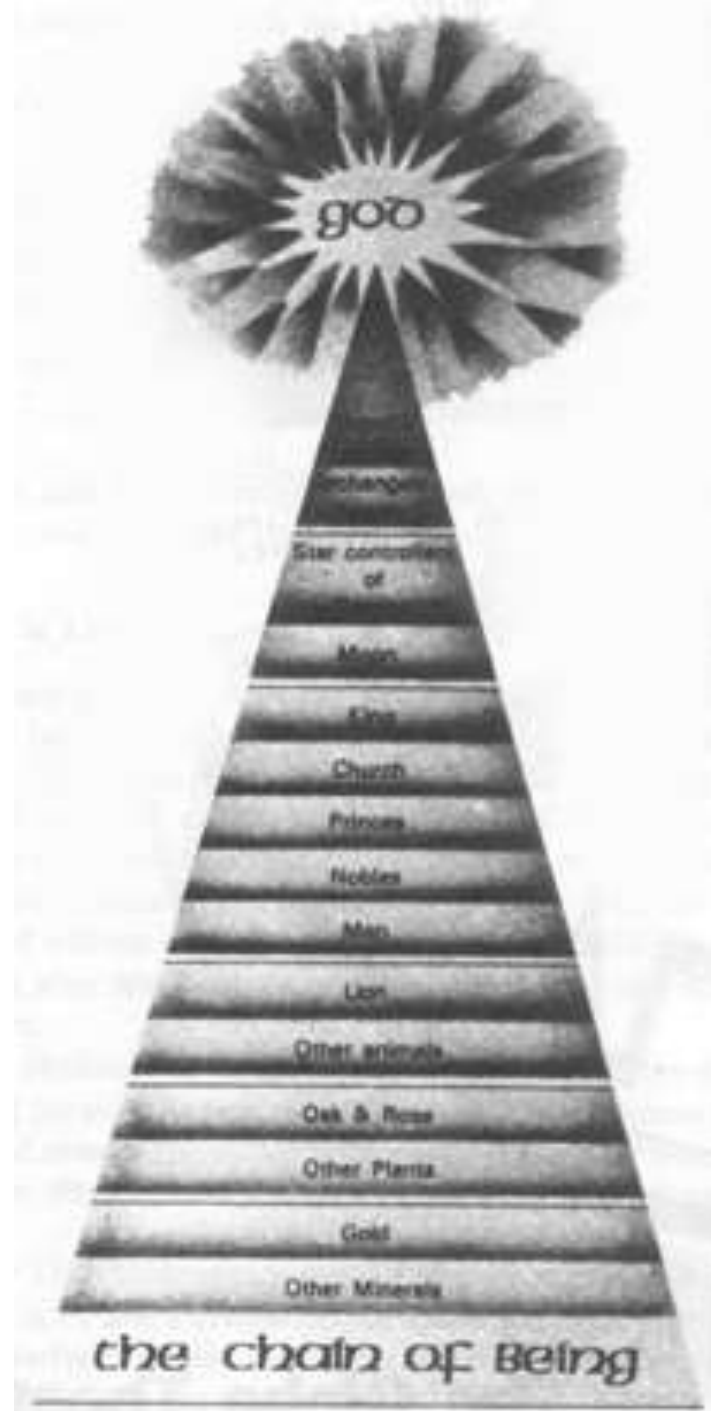 god
Archangels
Star controllers
of
Moon
King
Church
Princes
Nobles
Man
Lion
Other animals
Oak & Rose
Other Plants
Gold
Other Minerals
the chain of Being